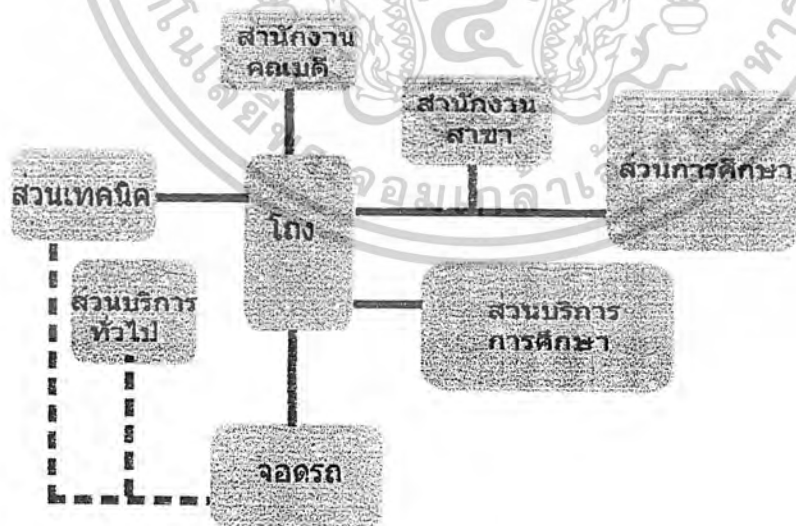 สำนักงาน
คณบดี
สำนักงาน
สาขา
ส่วนการศึกษา
ส่วนเทคนิค
โถง
ส่วนบริการ
ทั่วไป
ส่วนบริการ
การศึกษา
จอดรถ